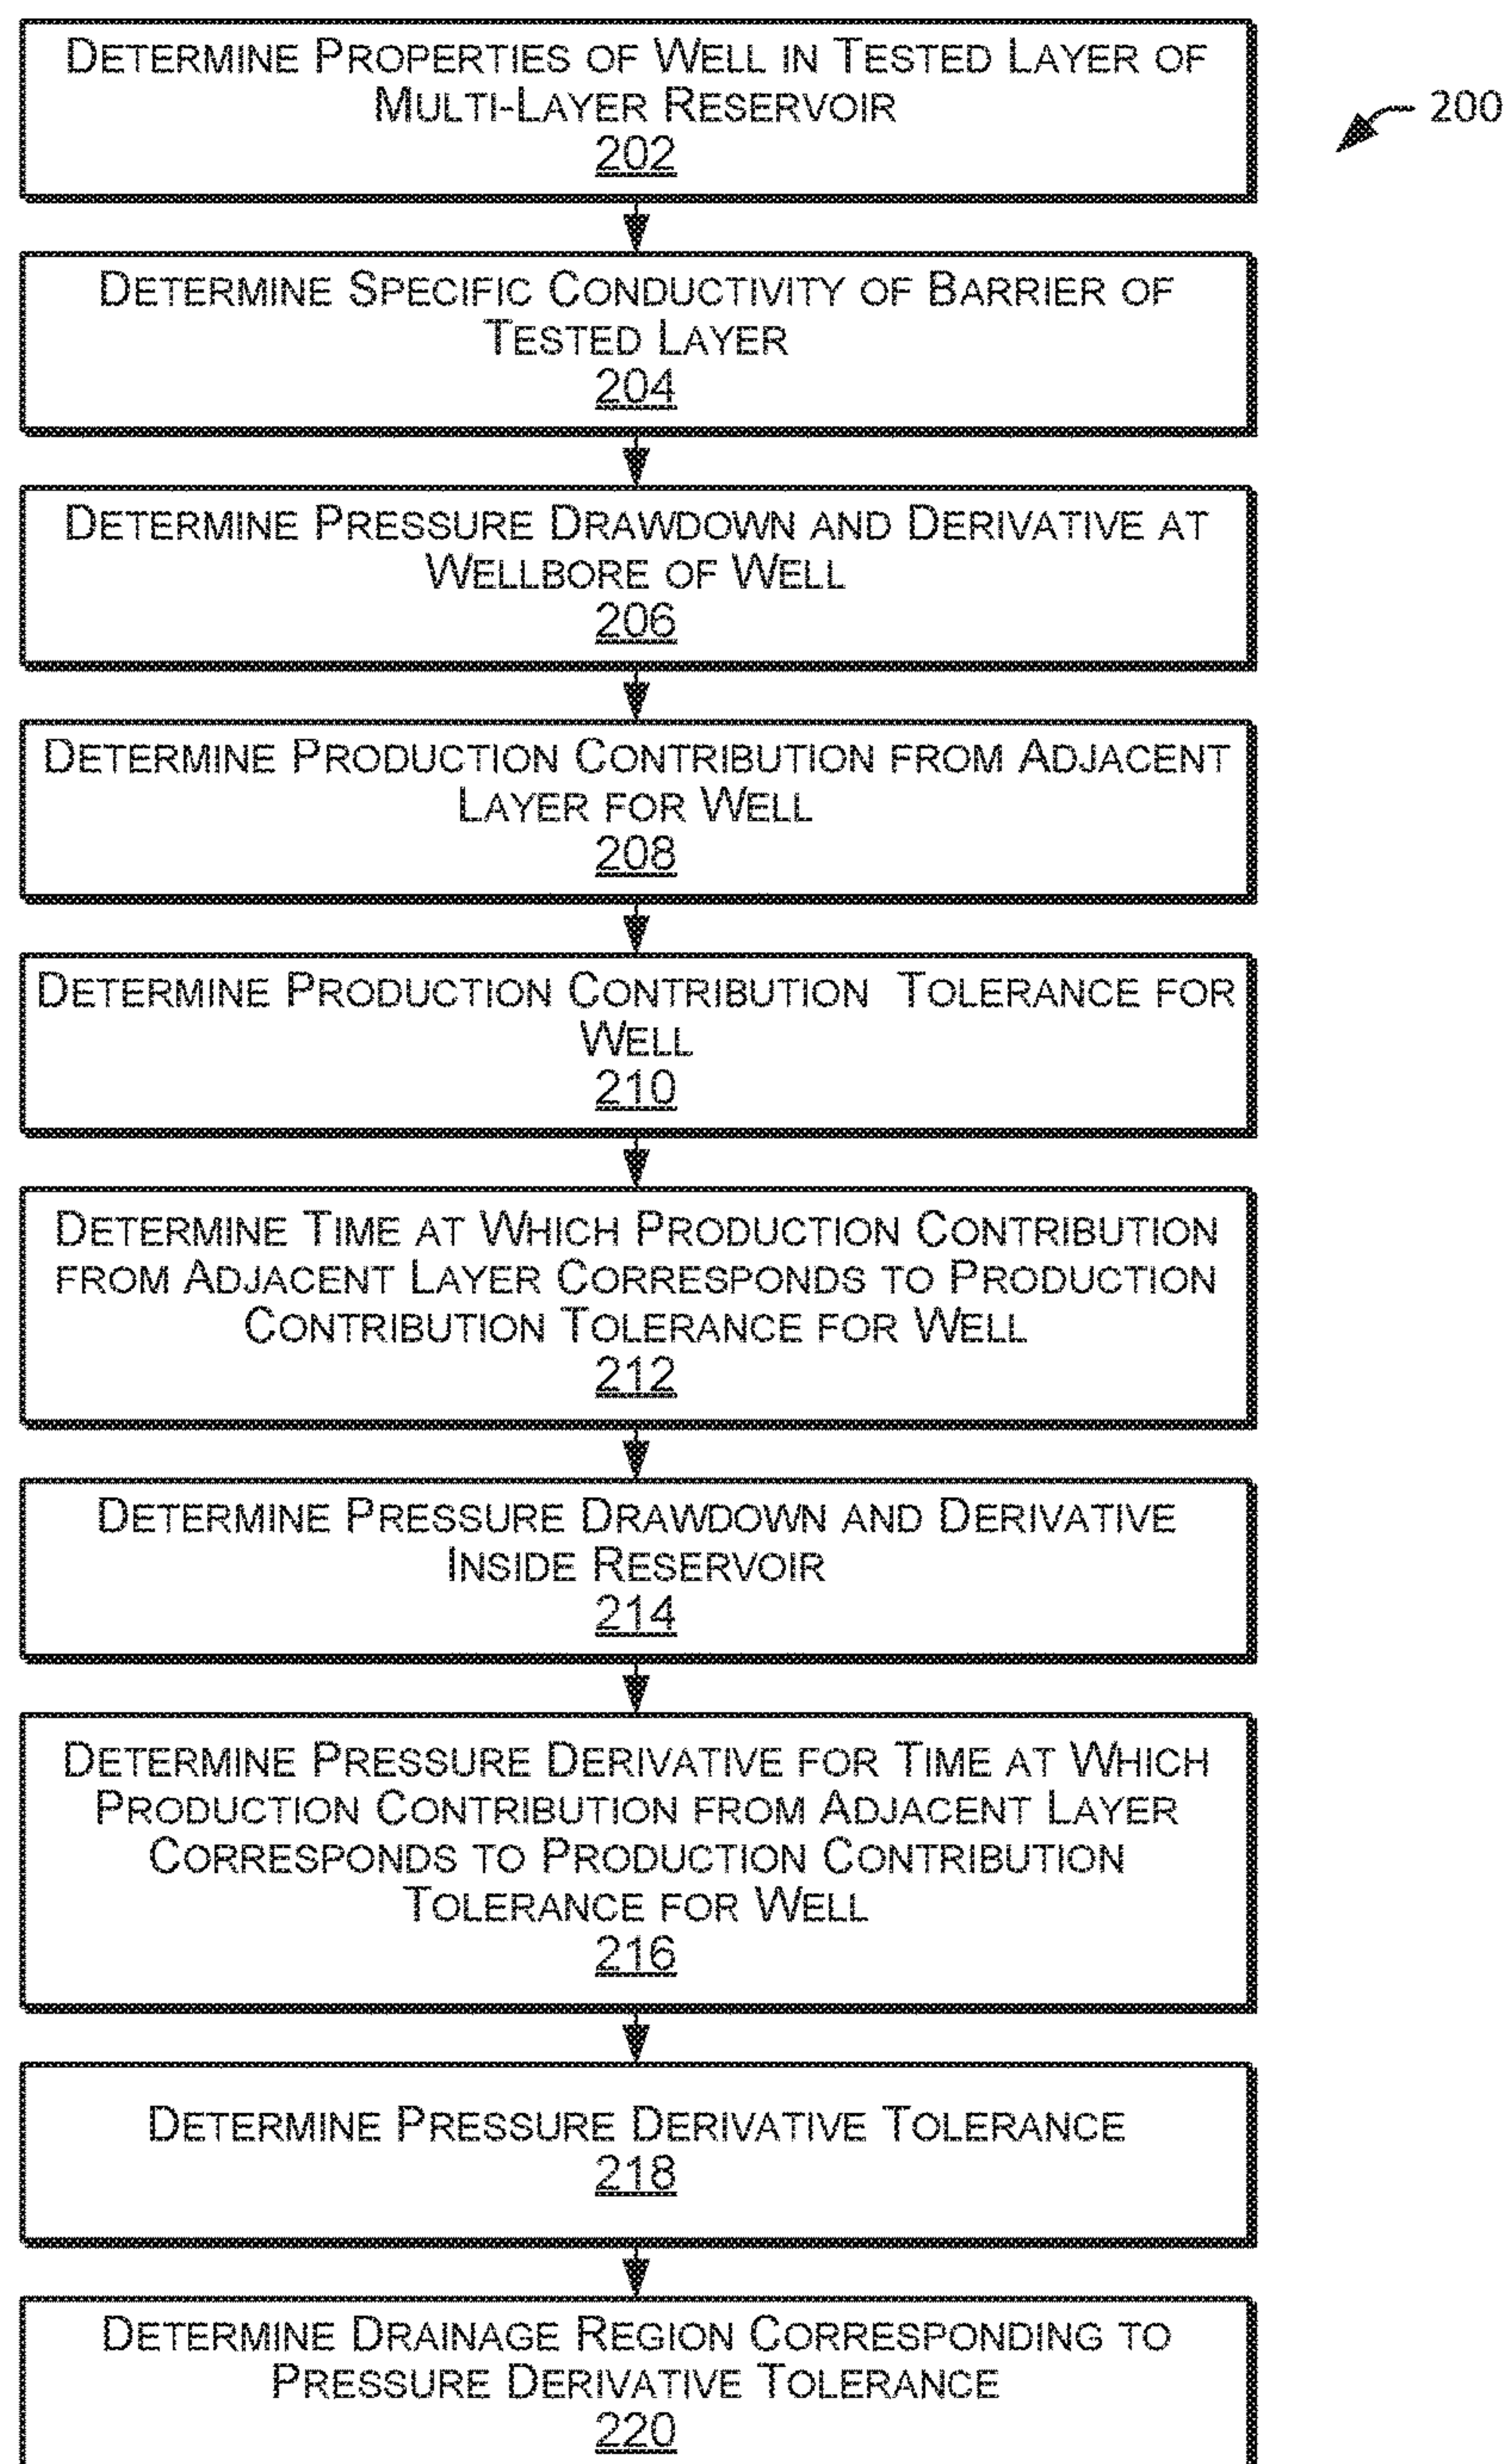 DETERMINE PROPERTIES OF WELL IN TESTED LAYER OF
MULTI-LAYER RESERVOIR
202
200
DETERMINE SPECIFIC CONDUCTIVITY OF BARRIER OF
TESTED LAYER
204
DETERMINE PRESSURE DRAWDOWN AND DERIVATIVE AT
WELLBORE OF WELL
206
DETERMINE PRODUCTION CONTRIBUTION FROM ADJACENT
LAYER FOR WELL
208
DETERMINE PRODUCTION CONTRIBUTION TOLERANCE FOR
WELL
210
DETERMINE TIME AT WHICH PRODUCTION CONTRIBUTION
FROM ADJACENT LAYER CORRESPONDS TO PRODUCTION
CONTRIBUTION TOLERANCE FOR WELL
212
DETERMINE PRESSURE DRAWDOWN AND DERIVATIVE
INSIDE RESERVOIR
214
DETERMINE PRESSURE DERIVATIVE FOR TIME AT WHICH
PRODUCTION CONTRIBUTION FROM ADJACENT LAYER
CORRESPONDS TO PRODUCTION CONTRIBUTION
TOLERANCE FOR WELL
216
DETERMINE PRESSURE DERIVATIVE TOLERANCE
218
DETERMINE DRAINAGE REGION CORRESPONDING TO
PRESSURE DERIVATIVE TOLERANCE
220